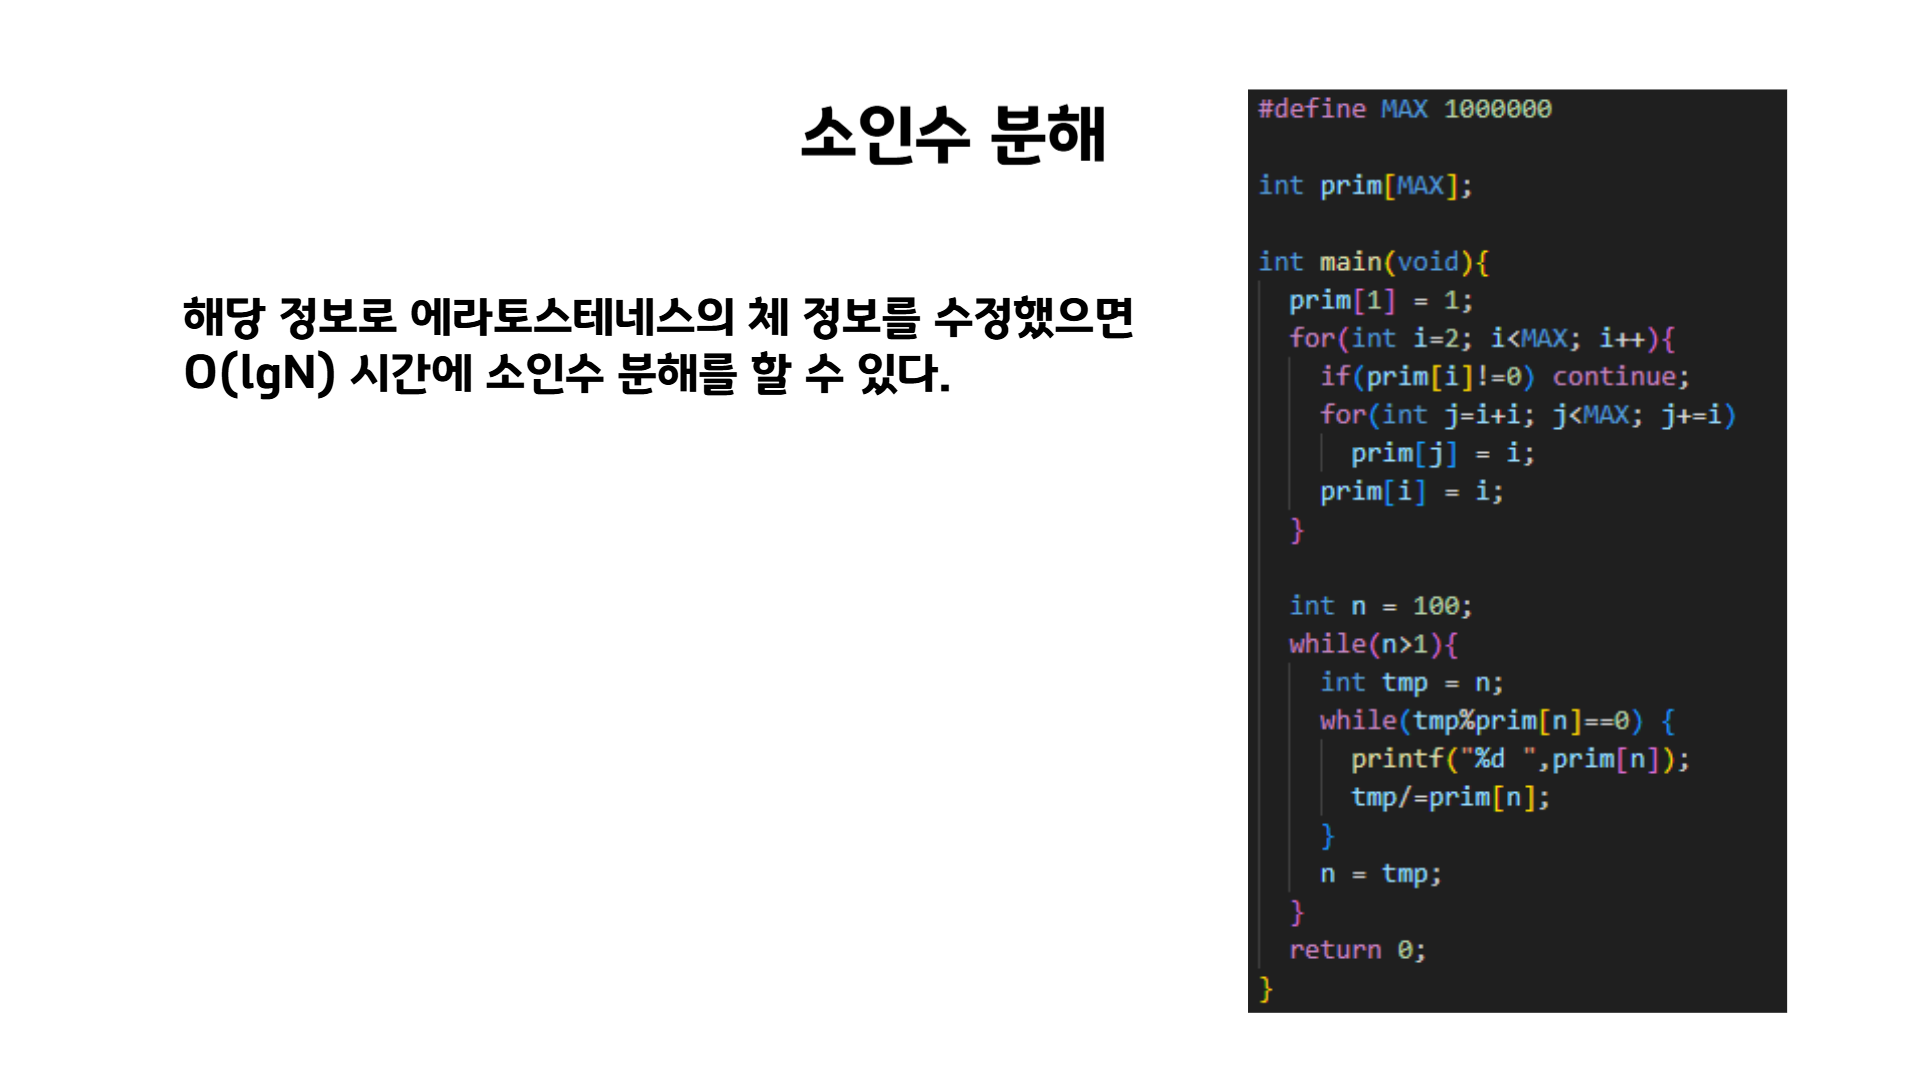 소인수 분해
해당 정보로 에라토스테네스의 체 정보를 수정했으면
O(lgN) 시간에 소인수 분해를 할 수 있다.
#define MAX 1000000
int prim[MAX];
int main(void){
prim[1] = 1;
for(int i=2; i<MAX; i++){
if(prim[i]!=0) continue;
for(int j=i+i; j<MAX; j+=i)
prim[j] = i;
prim[i] = i;
}
int n = 100;
while(n>1){
int tmp = n;
while(tmp%prim[n]==0) {
printf("%d ",prim[n]);
tmp/=prim[n];
}
n = tmp;
}
return 0;
}